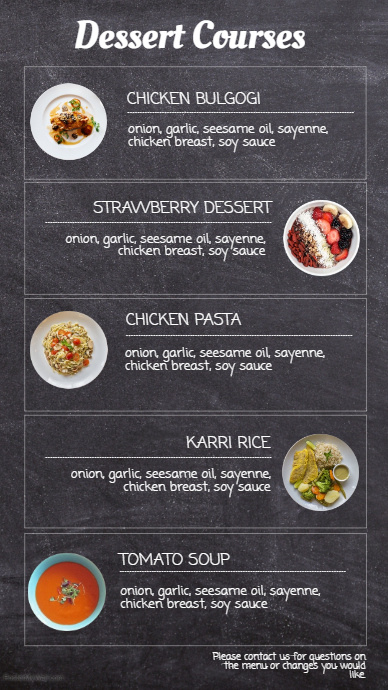 Dessert Courses
CHICKEN BULGOGI
onion, garlic, seesame oil, sayenne,
chicken breast, soy sauce
STRAWBERRY DESSERT
onion, garlic, seesame oil, sayenne,
chicken breast, soy sauce
CHICKEN PASTA
onion, garlic, seesame oil, sayenne,
chicken breast, soy sauce
KARRI RICE
onion, garlic, seesame oil, sayenne,
chicken breast, soy sauce
TOMATO SOUP
onion, garlic, seesame oil, sayenne,
chicken breast, soy sauce
Please contact us for questions on
the menu or changes you would
like.